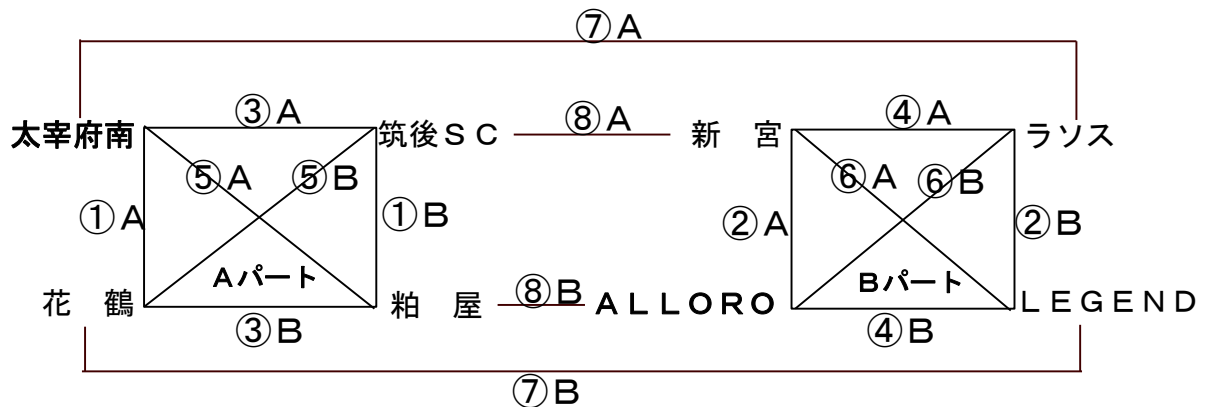 ⑦A
③A
⑧A
④A
太宰府南
筑後SC
新　宮
ラソス
⑤A
⑤B
⑥A
⑥B
①A
①B
②A
②B
Aパート
Bパート
花　鶴
粕　屋
⑧B
ALLORO
LEGEND
③B
④B
⑦B